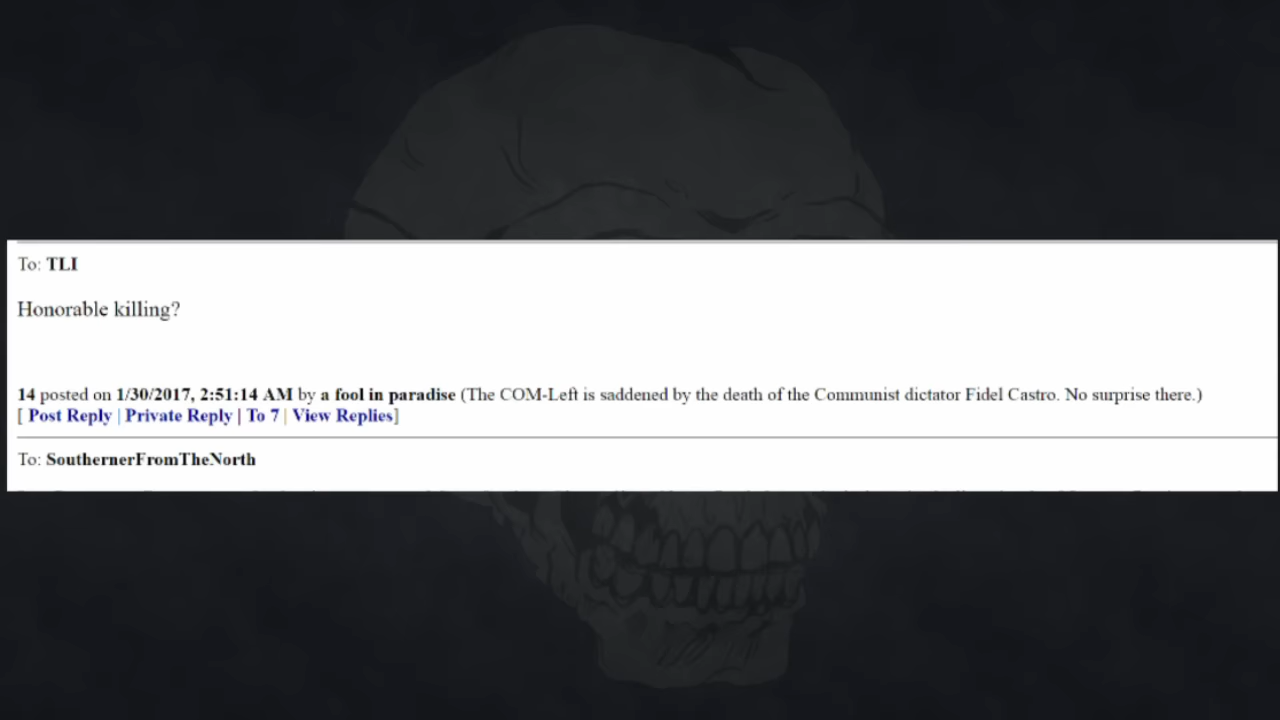 To: TLI
Honorable killing?
14 posted on 1/30/2017, 2:51:14 AM by a fool in paradise (The COM-Left is saddened by the death of the Communist dictator Fidel Castro. No surprise there.)
[ Post Reply | Private Reply | To 7 | View Replies]
To: SouthernerFromTheNorth